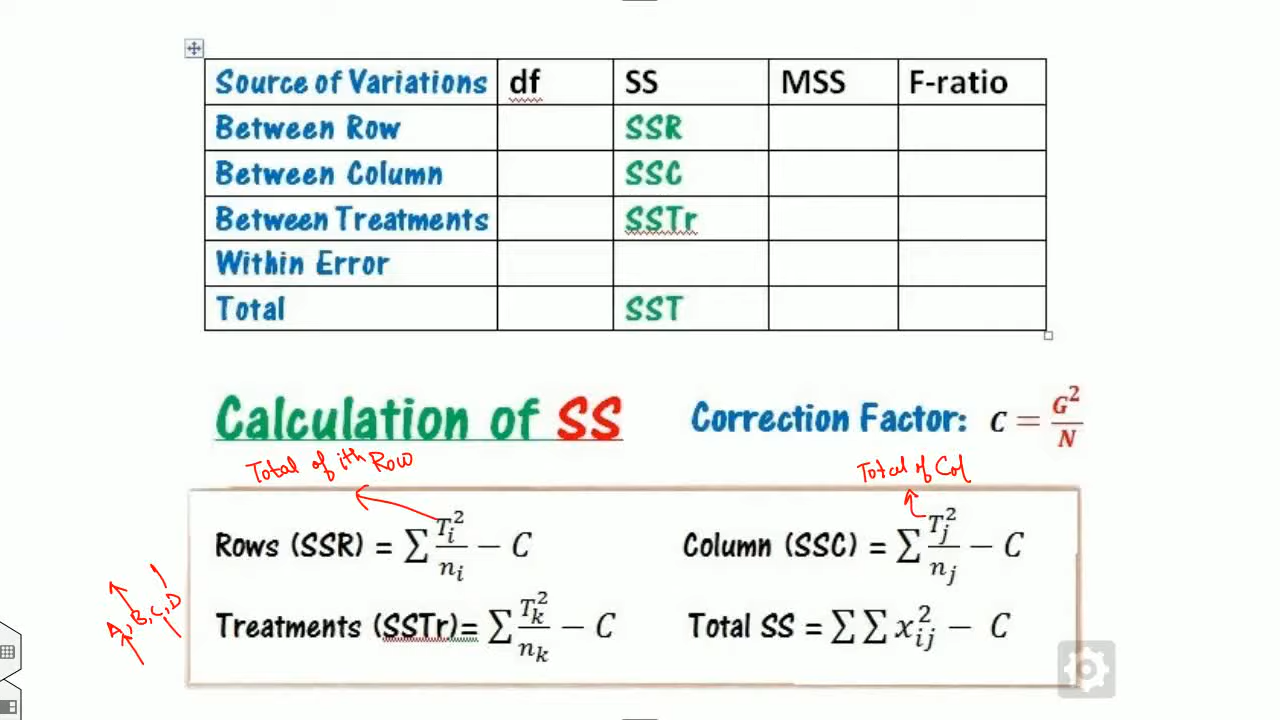 Source of Variations df SS MSS F-ratio
Between Row SSR
Between Column SSC
Between Treatments SSTr
Within Error
Total SST
Calculation of SS
Correction Factor: C = G²/N
Total of ith Row
Total of Col
Rows (SSR) = ∑ Tᵢ²/nᵢ − C
Column (SSC) = ∑ Tⱼ²/nⱼ − C
A, B, C, D
Treatments (SSTr)= ∑ Tₖ²/nₖ − C
Total SS = ∑ ∑ xᵢⱼ² − C